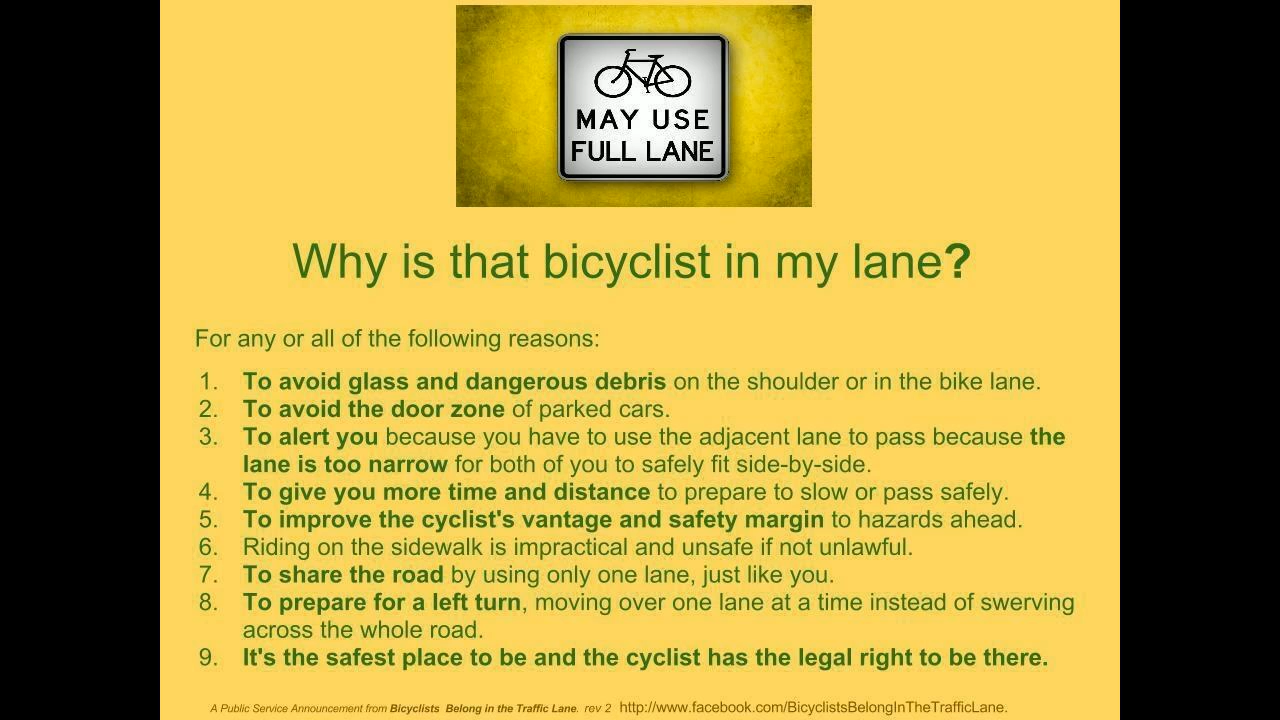 MAY USE
FULL LANE
Why is that bicyclist in my lane?
For any or all of the following reasons:
1. To avoid glass and dangerous debris on the shoulder or in the bike lane.
2. To avoid the door zone of parked cars.
3. To alert you because you have to use the adjacent lane to pass because the
lane is too narrow for both of you to safely fit side-by-side.
4. To give you more time and distance to prepare to slow or pass safely.
5. To improve the cyclist's vantage and safety margin to hazards ahead.
6. Riding on the sidewalk is impractical and unsafe if not unlawful.
7. To share the road by using only one lane, just like you.
8. To prepare for a left turn, moving over one lane at a time instead of swerving
across the whole road.
9. It's the safest place to be and the cyclist has the legal right to be there.
A Public Service Announcement from Bicyclists Belong in the Traffic Lane. rev 2 http://www.facebook.com/BicyclistsBelongInTheTrafficLane.